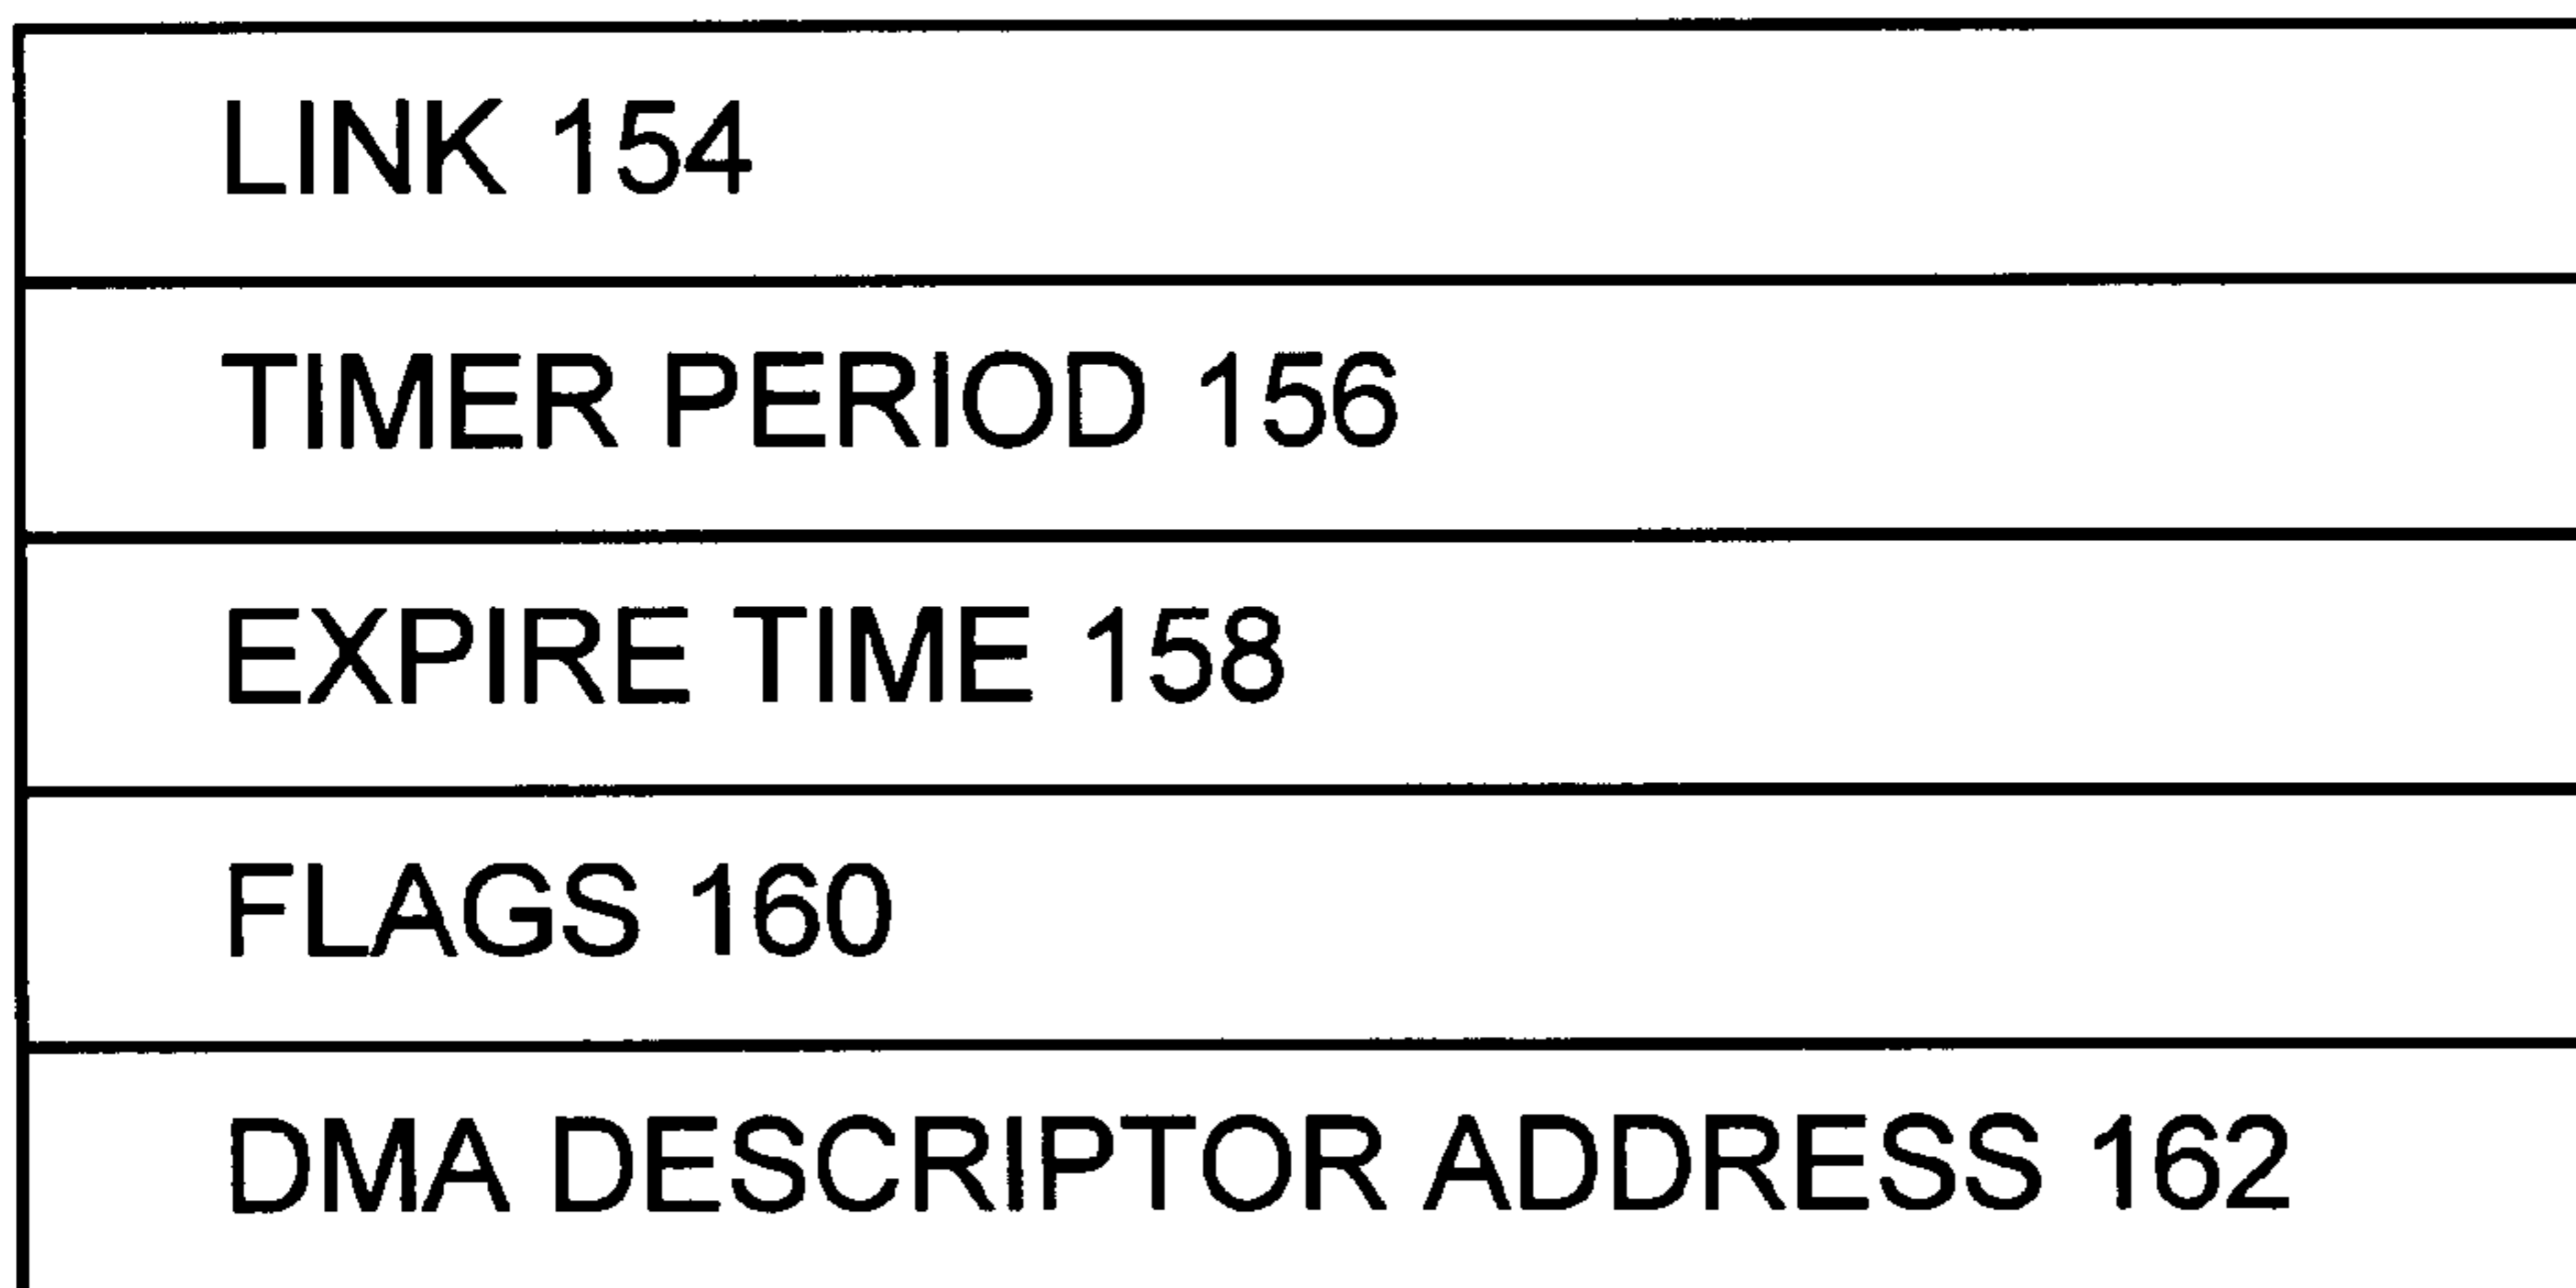 LINK 154
TIMER PERIOD 156
EXPIRE TIME 158
FLAGS 160
DMA DESCRIPTOR ADDRESS 162